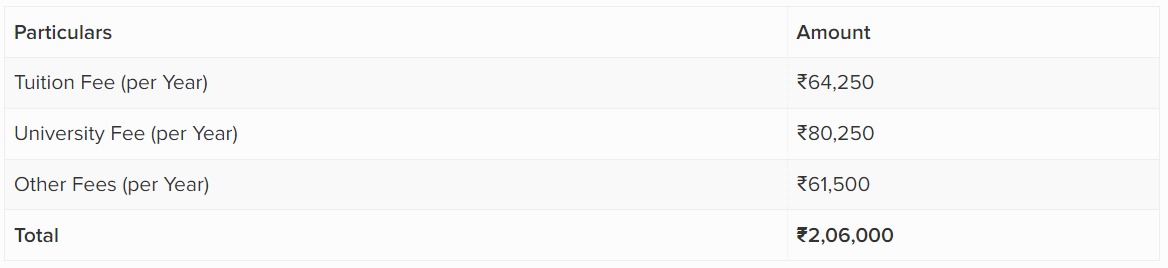 Particulars Amount
Tuition Fee (per Year) ₹64,250
University Fee (per Year) ₹80,250
Other Fees (per Year) ₹61,500
Total ₹2,06,000